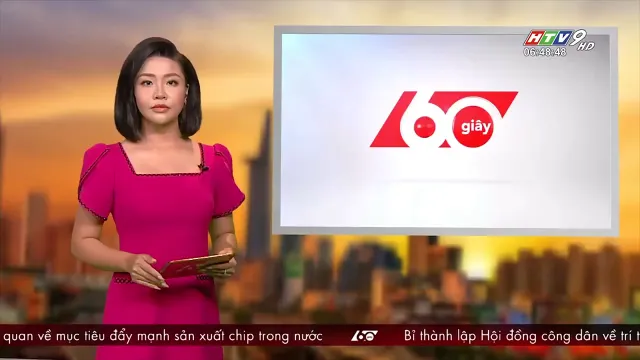 HTV9 HD
06:48:48
60 giây
quan về mục tiêu đẩy mạnh sản xuất chip trong nước 60 Bỉ thành lập Hội đồng công dân về trí t